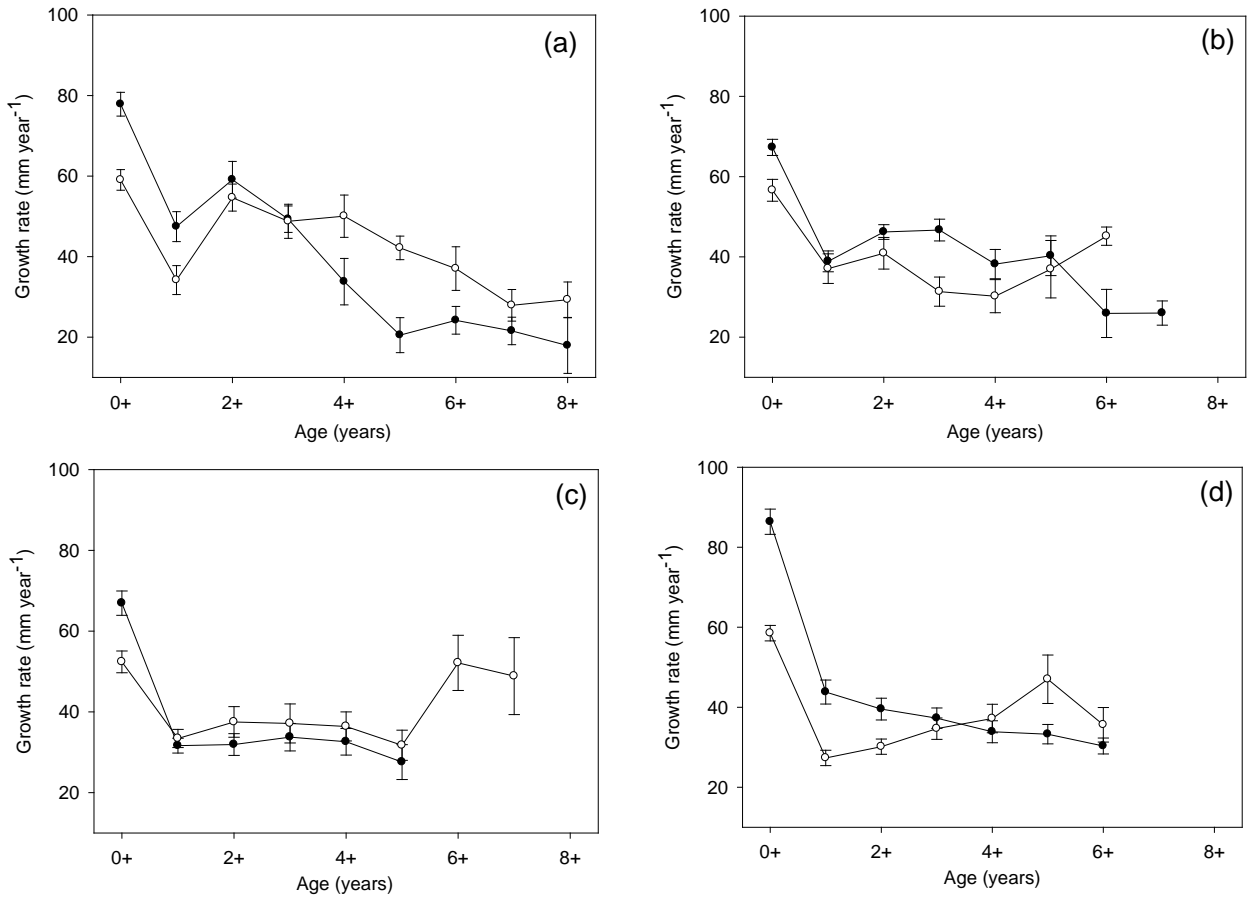 (a)
Growth rate (mm year-1)
100
80
60
40
20
0+ 2+ 4+ 6+ 8+
Age (years)
(b)
Growth rate (mm year-1)
100
80
60
40
20
0+ 2+ 4+ 6+ 8+
Age (years)
(c)
Growth rate (mm year-1)
100
80
60
40
20
0+ 2+ 4+ 6+ 8+
Age (years)
(d)
Growth rate (mm year-1)
100
80
60
40
20
0+ 2+ 4+ 6+ 8+
Age (years)